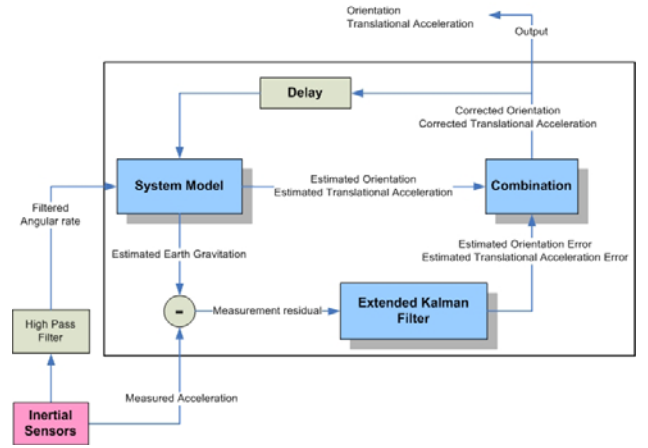 Orientation
Translational Acceleration
Output
Delay
Corrected Orientation
Corrected Translational Acceleration
System Model
Estimated Orientation
Estimated Translational Acceleration
Combination
Filtered
Angular rate
Estimated Earth Gravitation
Estimated Orientation Error
Estimated Translational Acceleration Error
-
Measurement residual
Extended Kalman
Filter
High Pass
Filter
Measured Acceleration
Inertial
Sensors